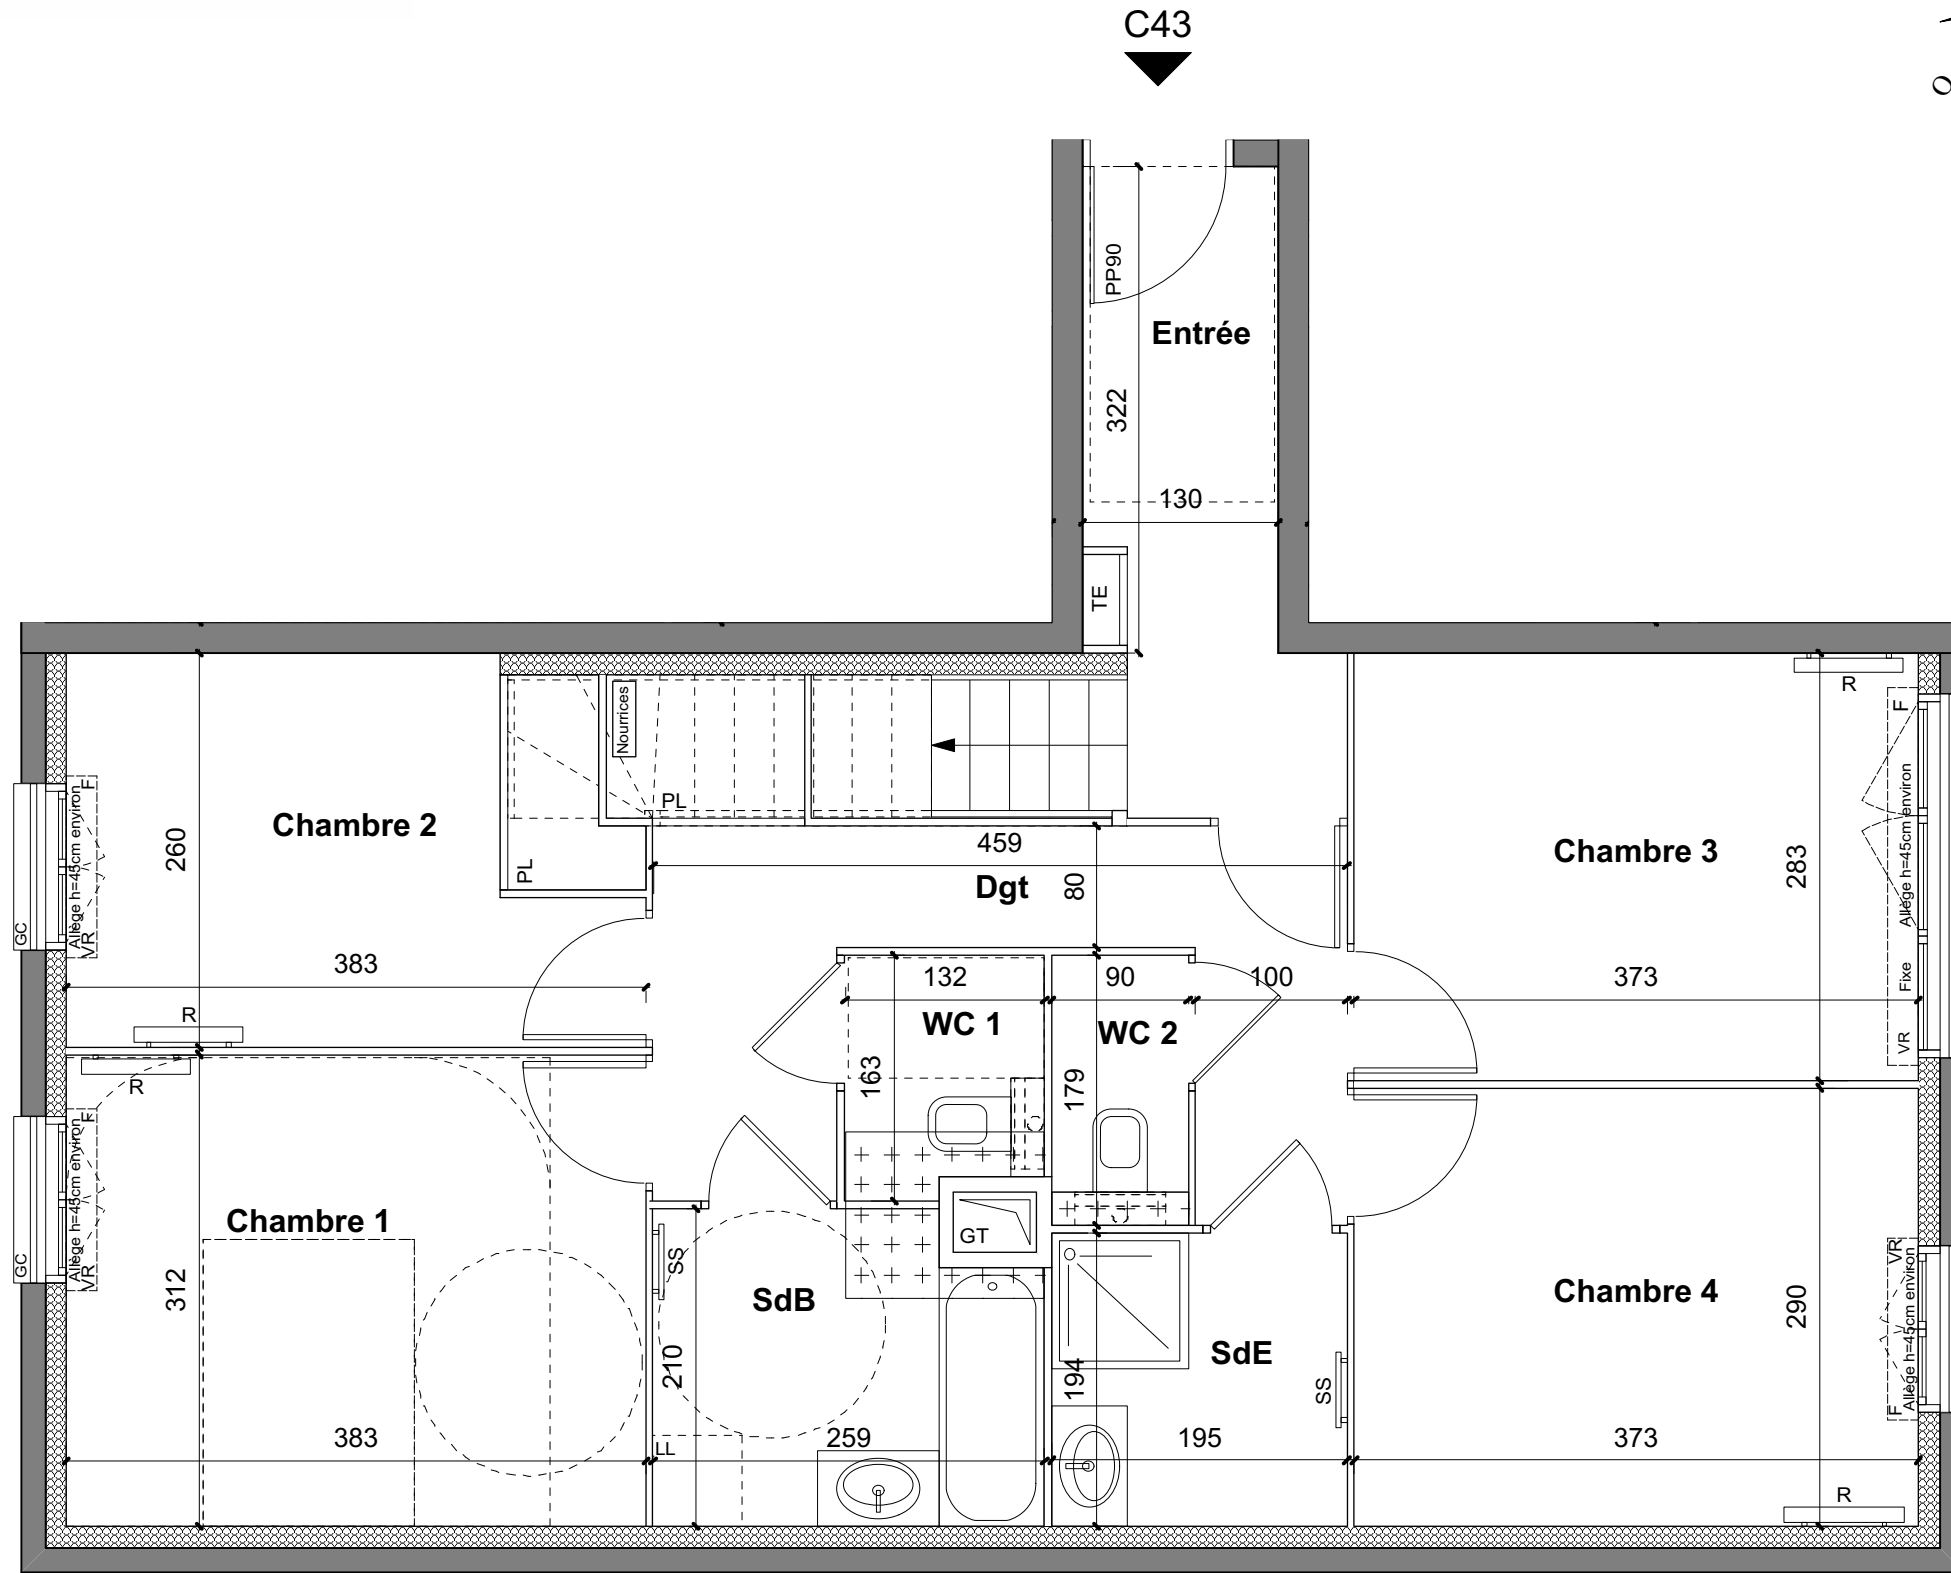 C43
PP90
Entrée
322
130
TE
R
Nourrices
F
PL
Chambre 2
Allège h=45cm environ
F
260
459
Chambre 3
Allège h=45cm environ
283
PL
Dgt
80
GC
VR
383
132
90
100
373
Fixe
R
WC 1
WC 2
VR
R
163
179
F
Allège h=45cm environ
Chambre 1
SS
GT
VR
GC
VR
312
SdB
Chambre 4
290
Allège h=45cm environ
210
194
SdE
SS
F
383
LL
259
195
373
R